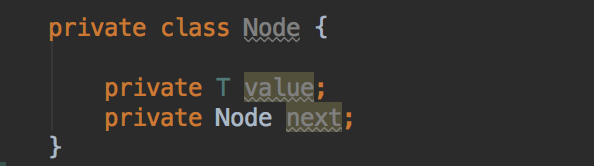 private class Node {
private T value;
private Node next;
}